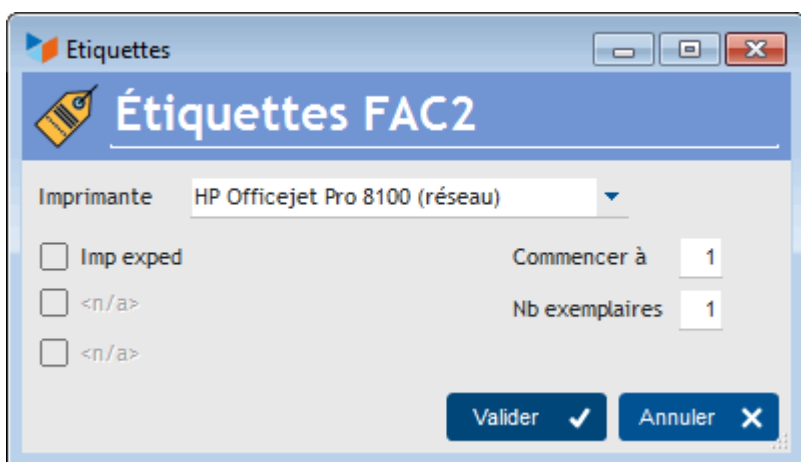 Etiquettes
Étiquettes FAC2
Imprimante HP Officejet Pro 8100 (réseau)
Imp exped Commencer à 1
<n/a> Nb exemplaires 1
<n/a>
Valider Annuler